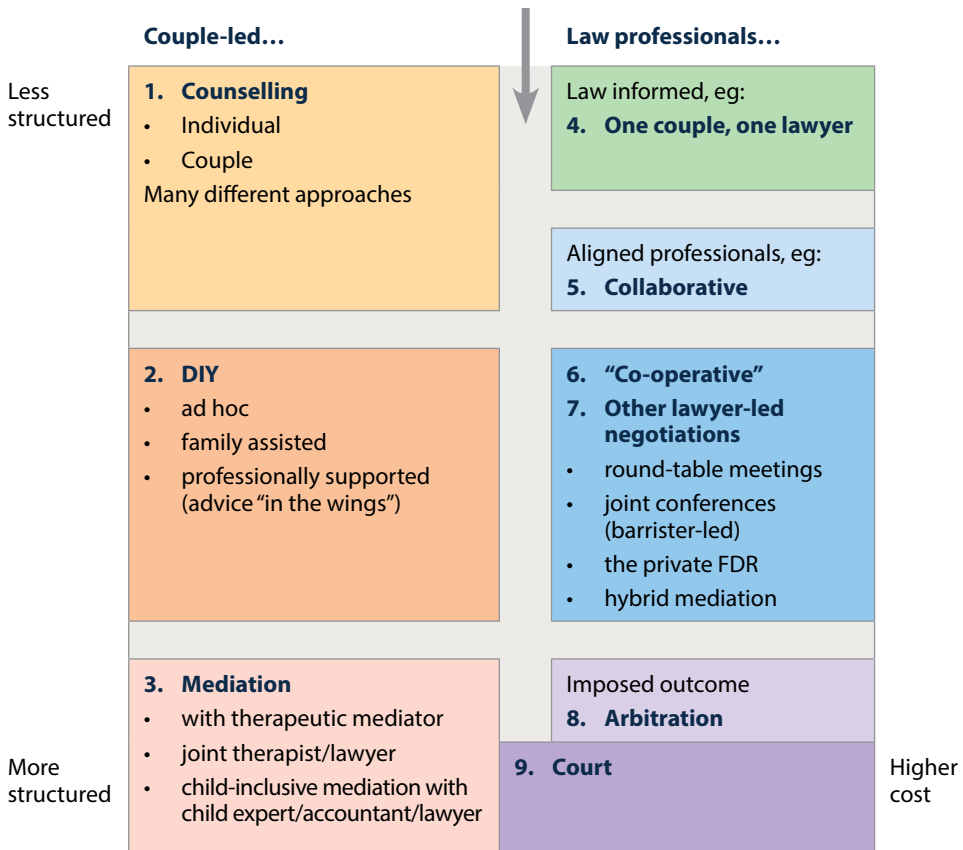 Couple-led…
Law professionals…
Less
structured
1. Counselling
• Individual
• Couple
Many different approaches
Law informed, eg:
4. One couple, one lawyer
Aligned professionals, eg:
5. Collaborative
2. DIY
• ad hoc
• family assisted
• professionally supported
(advice “in the wings”)
6. “Co-operative”
7. Other lawyer-led
negotiations
• round-table meetings
• joint conferences
(barrister-led)
• the private FDR
• hybrid mediation
3. Mediation
• with therapeutic mediator
• joint therapist/lawyer
• child-inclusive mediation with
child expert/accountant/lawyer
Imposed outcome
8. Arbitration
9. Court
More
structured
Higher
cost